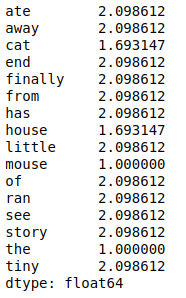 ate 2.098612
away 2.098612
cat 1.693147
end 2.098612
finally 2.098612
from 2.098612
has 2.098612
house 1.693147
little 2.098612
mouse 1.000000
of 2.098612
ran 2.098612
see 2.098612
story 2.098612
the 1.000000
tiny 2.098612
dtype: float64